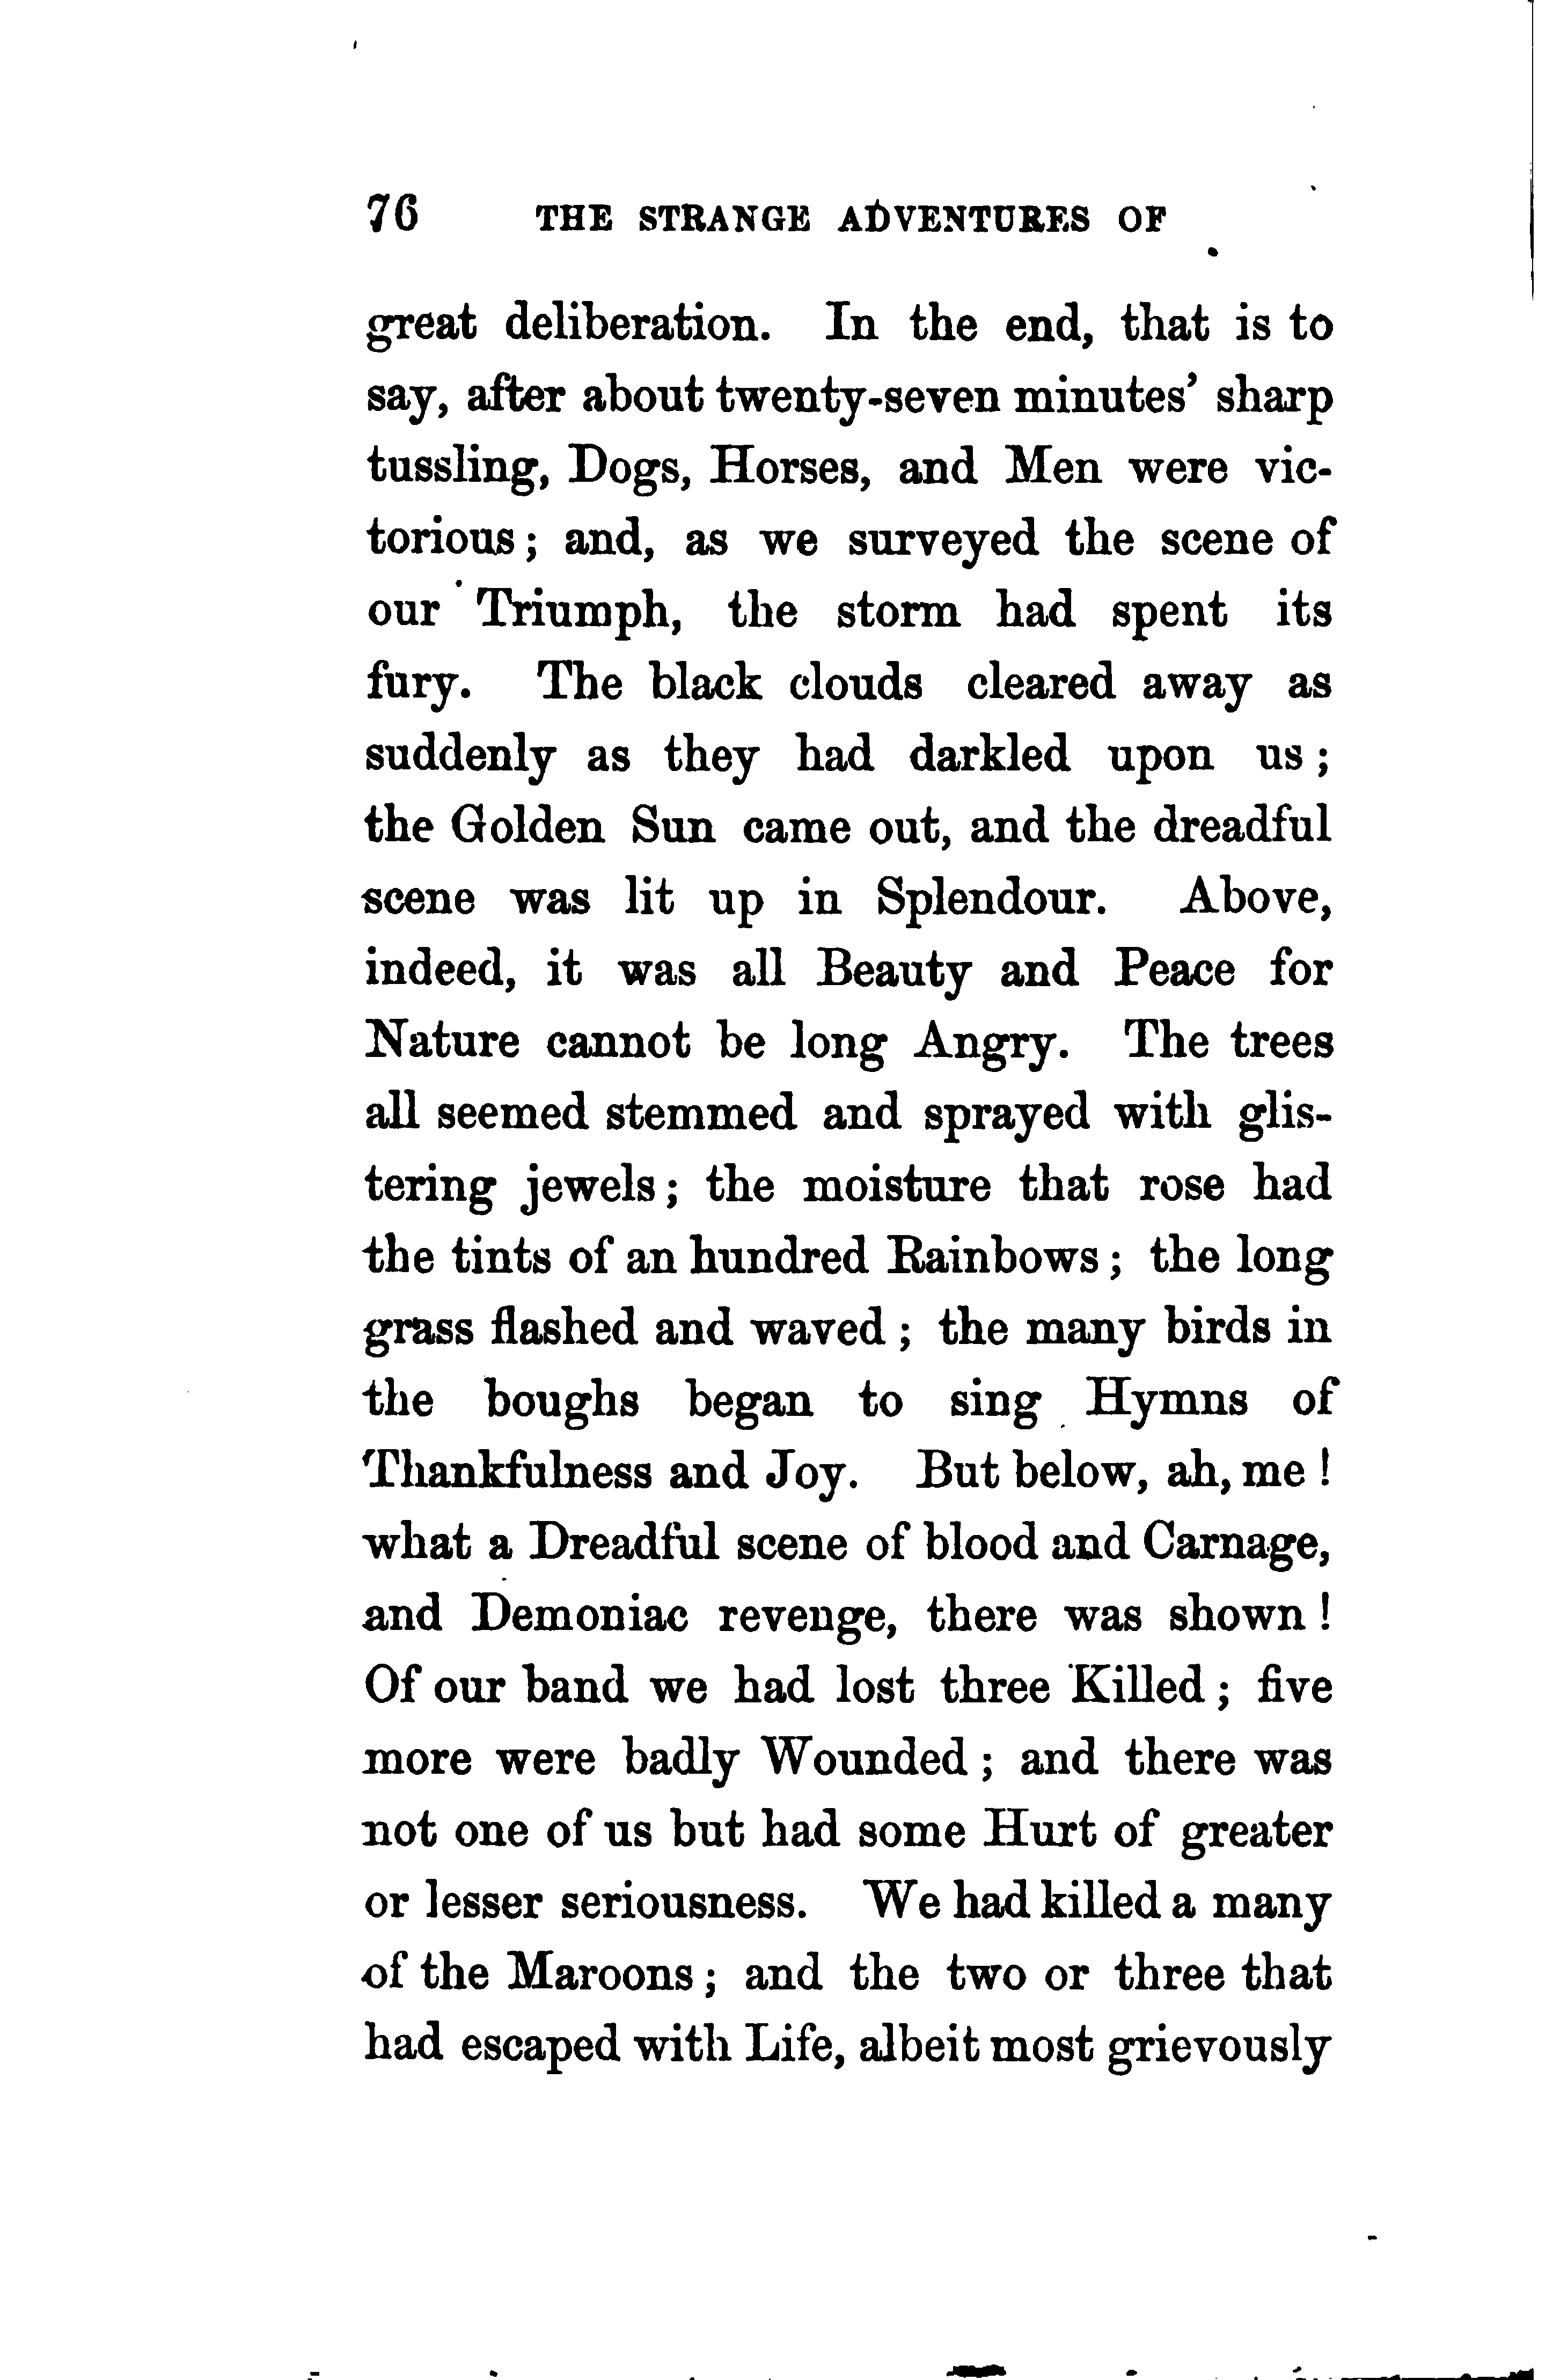 76 THE STRANGE ADVENTURES OF
great deliberation. In the end, that is to
say, after about twenty-seven minutes' sharp
tussling, Dogs, Horses, and Men were vic-
torious; and, as we surveyed the scene of
our Triumph, the storm had spent its
fury. The black clouds cleared away as
suddenly as they had darkled upon us;
the Golden Sun came out, and the dreadful
scene was lit up in Splendour. Above,
indeed, it was all Beauty and Peace for
Nature cannot be long Angry. The trees
all seemed stemmed and sprayed with glis-
tering jewels; the moisture that rose had
the tints of an hundred Rainbows; the long
grass flashed and waved; the many birds in
the boughs began to sing Hymns of
Thankfulness and Joy. But below, ah, me!
what a Dreadful scene of blood and Carnage,
and Demoniac revenge, there was shown!
Of our band we had lost three Killed; five
more were badly Wounded; and there was
not one of us but had some Hurt of greater
or lesser seriousness. We had killed a many
of the Maroons; and the two or three that
had escaped with Life, albeit most grievously